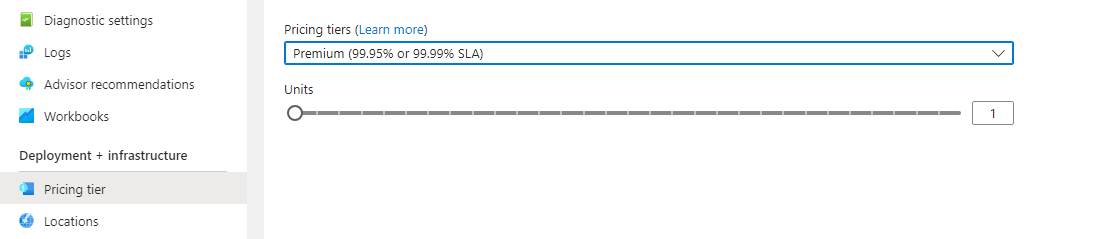 Diagnostic settings
Logs
Advisor recommendations
Workbooks
Deployment + infrastructure
Pricing tier
Locations
Pricing tiers (Learn more)
Premium (99.95% or 99.99% SLA)
Units
1